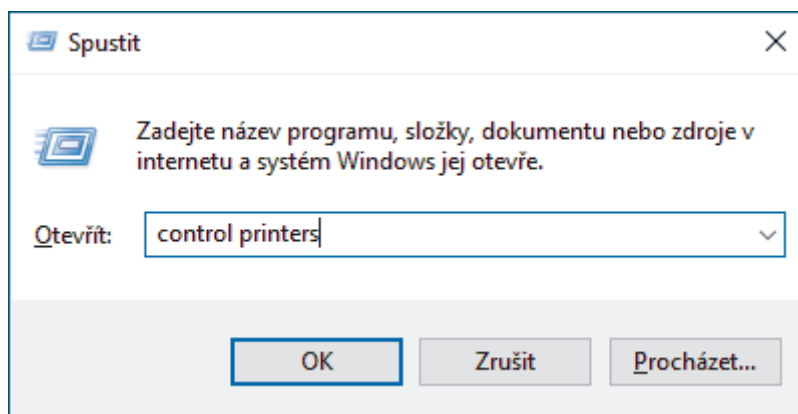 Spustit
Zadejte název programu, složky, dokumentu nebo zdroje v
internetu a systém Windows jej otevře.
Otevřít: control printers
OK Zrušit Procházet...